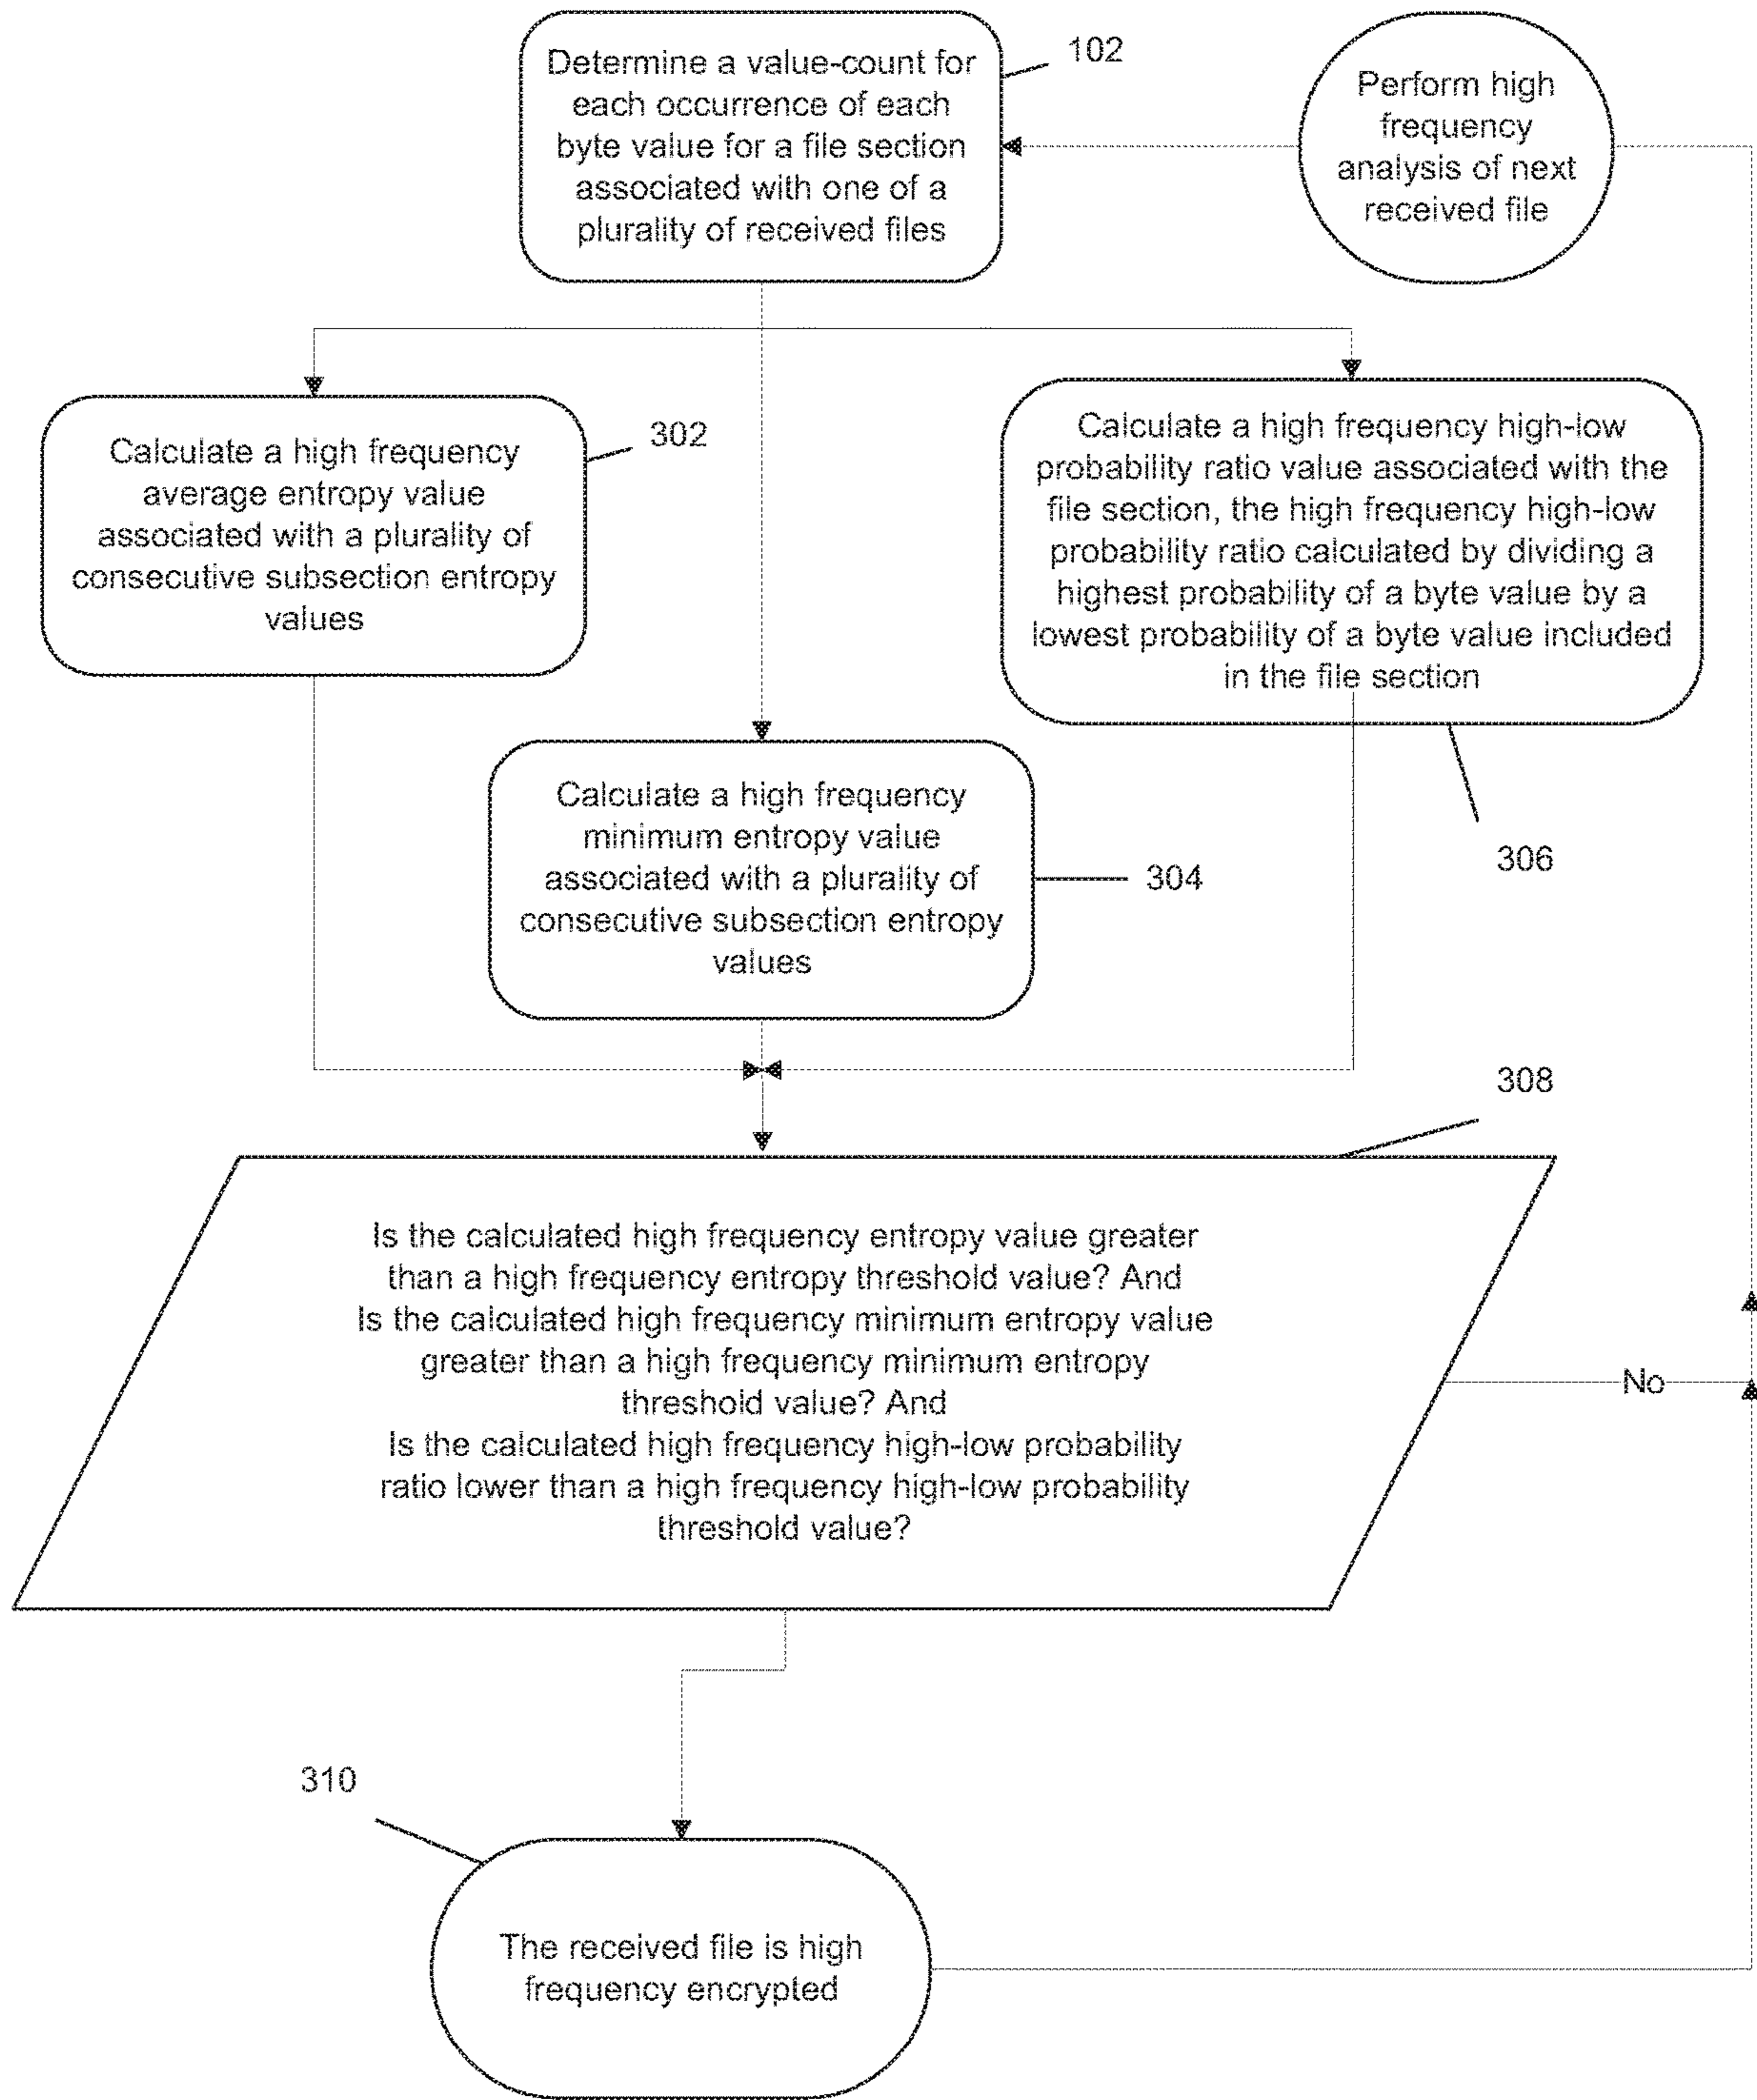 Determine a value-count for
each occurrence of each
byte value for a file section
associated with one of a
plurality of received files
102
Perform high
frequency
analysis of next
received file
Calculate a high frequency
average entropy value
associated with a plurality of
consecutive subsection entropy
values
302
Calculate a high frequency high-low
probability ratio value associated with the
file section, the high frequency high-low
probability ratio calculated by dividing a
highest probability of a byte value by a
lowest probability of a byte value included
in the file section
306
Calculate a high frequency
minimum entropy value
associated with a plurality of
consecutive subsection entropy
values
304
308
Is the calculated high frequency entropy value greater
than a high frequency entropy threshold value? And
Is the calculated high frequency minimum entropy value
greater than a high frequency minimum entropy
threshold value? And
Is the calculated high frequency high-low probability
ratio lower than a high frequency high-low probability
threshold value?
No
310
The received file is high
frequency encrypted